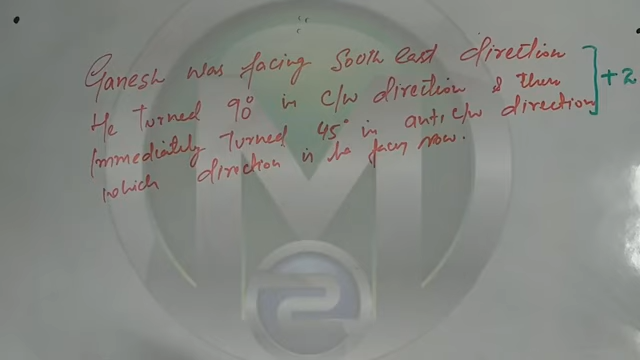 Ganesh was facing South east direction
He Turned 90° in c/w direction & then
Immediately Turned 45° in anti c/w direction
which direction is he facing now.
+2